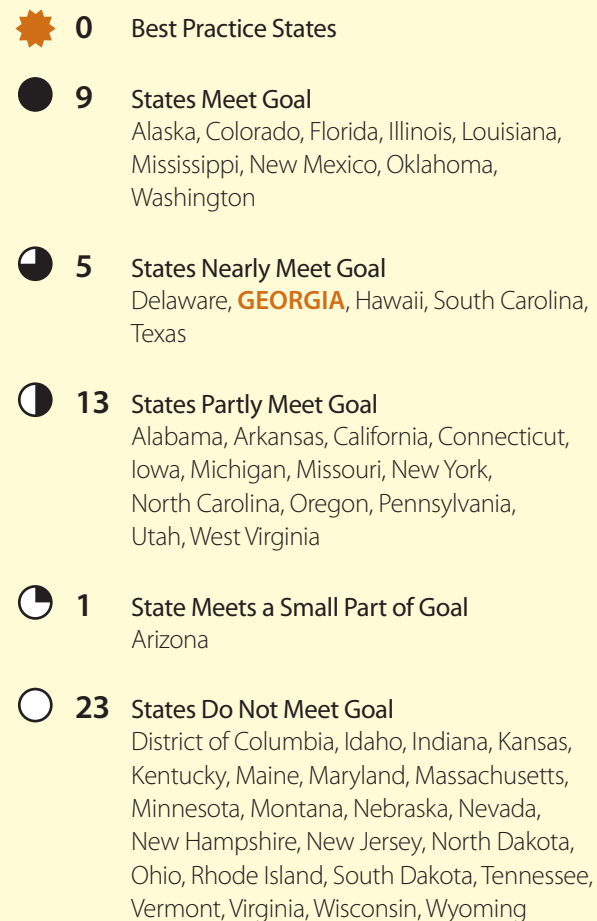 0 Best Practice States
9 States Meet Goal
Alaska, Colorado, Florida, Illinois, Louisiana,
Mississippi, New Mexico, Oklahoma,
Washington
5 States Nearly Meet Goal
Delaware, GEORGIA, Hawaii, South Carolina,
Texas
13 States Partly Meet Goal
Alabama, Arkansas, California, Connecticut,
Iowa, Michigan, Missouri, New York,
North Carolina, Oregon, Pennsylvania,
Utah, West Virginia
1 State Meets a Small Part of Goal
Arizona
23 States Do Not Meet Goal
District of Columbia, Idaho, Indiana, Kansas,
Kentucky, Maine, Maryland, Massachusetts,
Minnesota, Montana, Nebraska, Nevada,
New Hampshire, New Jersey, North Dakota,
Ohio, Rhode Island, South Dakota, Tennessee,
Vermont, Virginia, Wisconsin, Wyoming